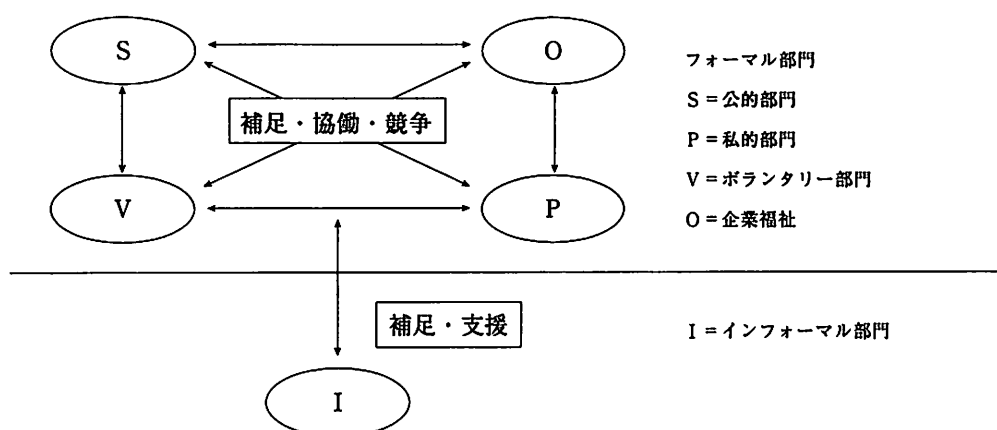 S
O
フォーマル部門
S＝公的部門
補足・協働・競争
P＝私的部門
V
P
V＝ボランタリー部門
O＝企業福祉
補足・支援
I＝インフォーマル部門
I